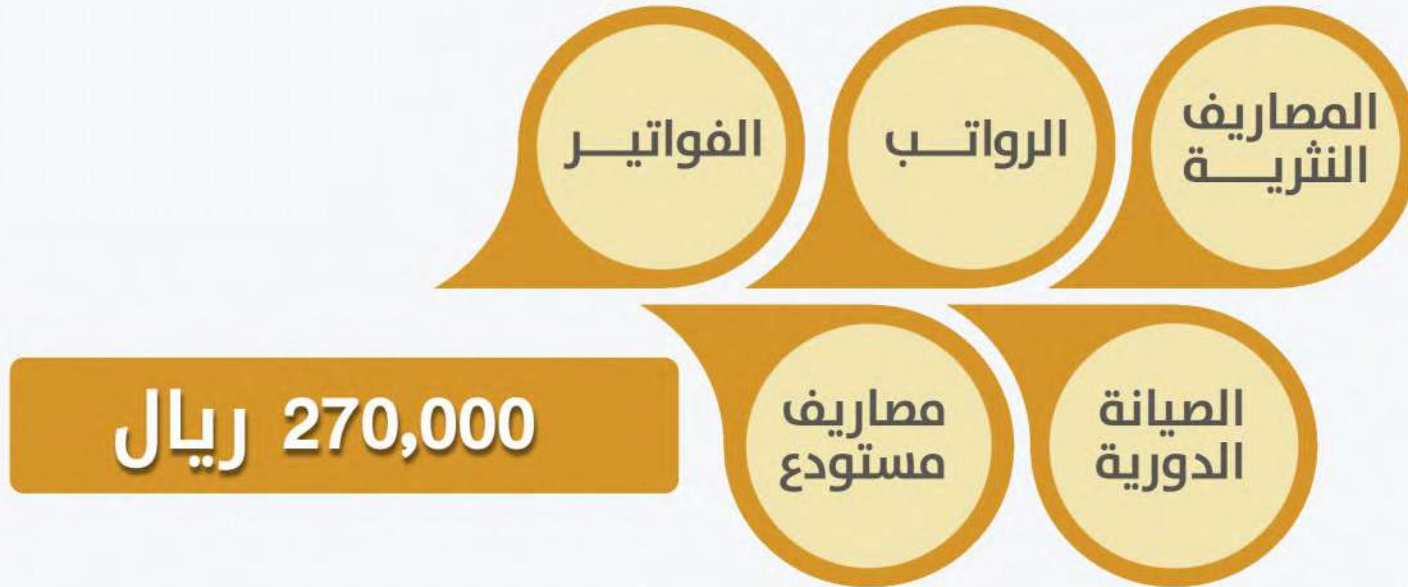 المصاريف
النثرية
الرواتب
الفواتير
الصيانة
الدورية
مصاريف
مستودع
270,000 ريال